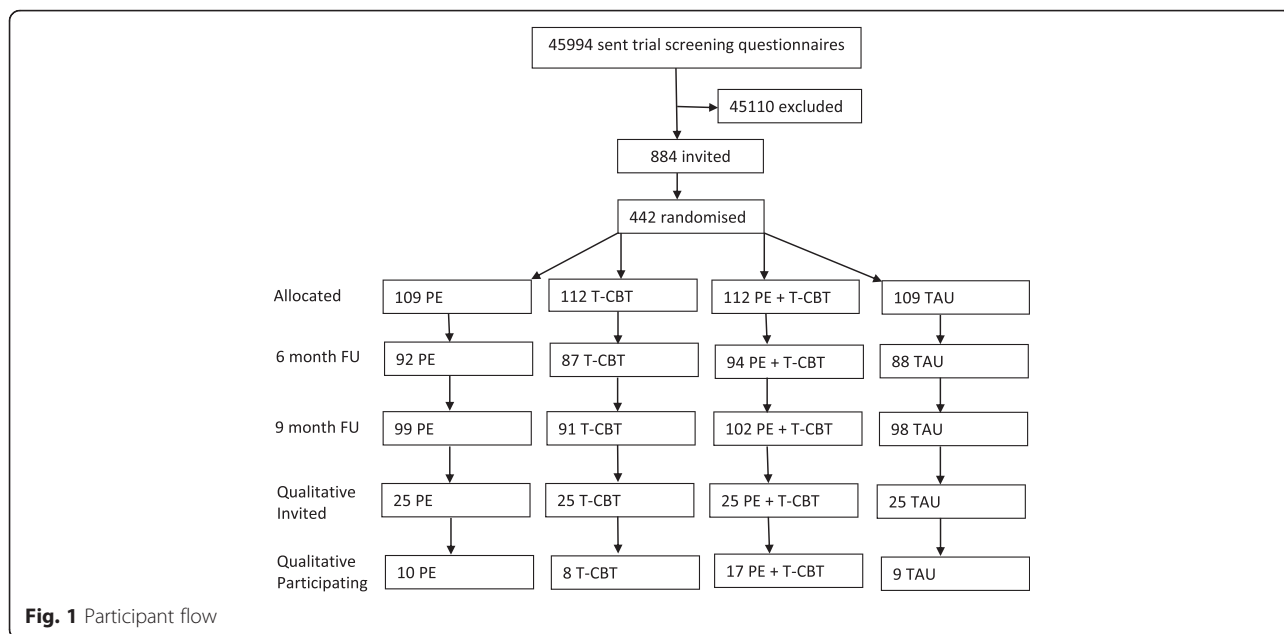 45994 sent trial screening questionnaires
45110 excluded
884 invited
442 randomised
Allocated
109 PE
112 T-CBT
112 PE + T-CBT
109 TAU
6 month FU
92 PE
87 T-CBT
94 PE + T-CBT
88 TAU
9 month FU
99 PE
91 T-CBT
102 PE + T-CBT
98 TAU
Qualitative
Invited
25 PE
25 T-CBT
25 PE + T-CBT
25 TAU
Qualitative
Participating
10 PE
8 T-CBT
17 PE + T-CBT
9 TAU
Fig. 1 Participant flow